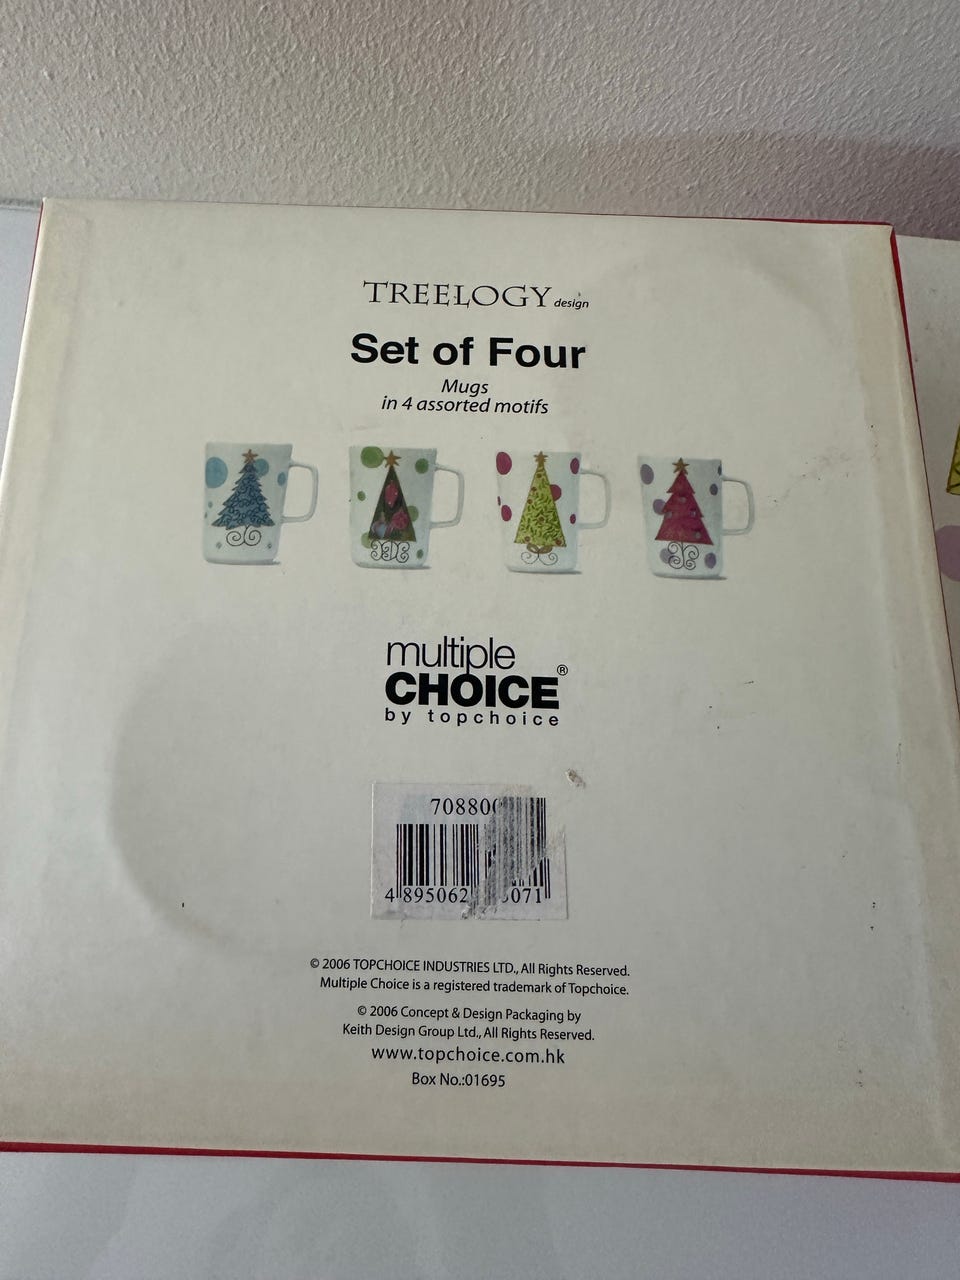 TREELOGY design
Set of Four
Mugs
in 4 assorted motifs
multiple
CHOICE®
by topchoice
4 895062
© 2006 TOPCHOICE INDUSTRIES LTD., All Rights Reserved.
Multiple Choice is a registered trademark of Topchoice.
© 2006 Concept & Design Packaging by
Keith Design Group Ltd., All Rights Reserved.
www.topchoice.com.hk
Box No.:01695